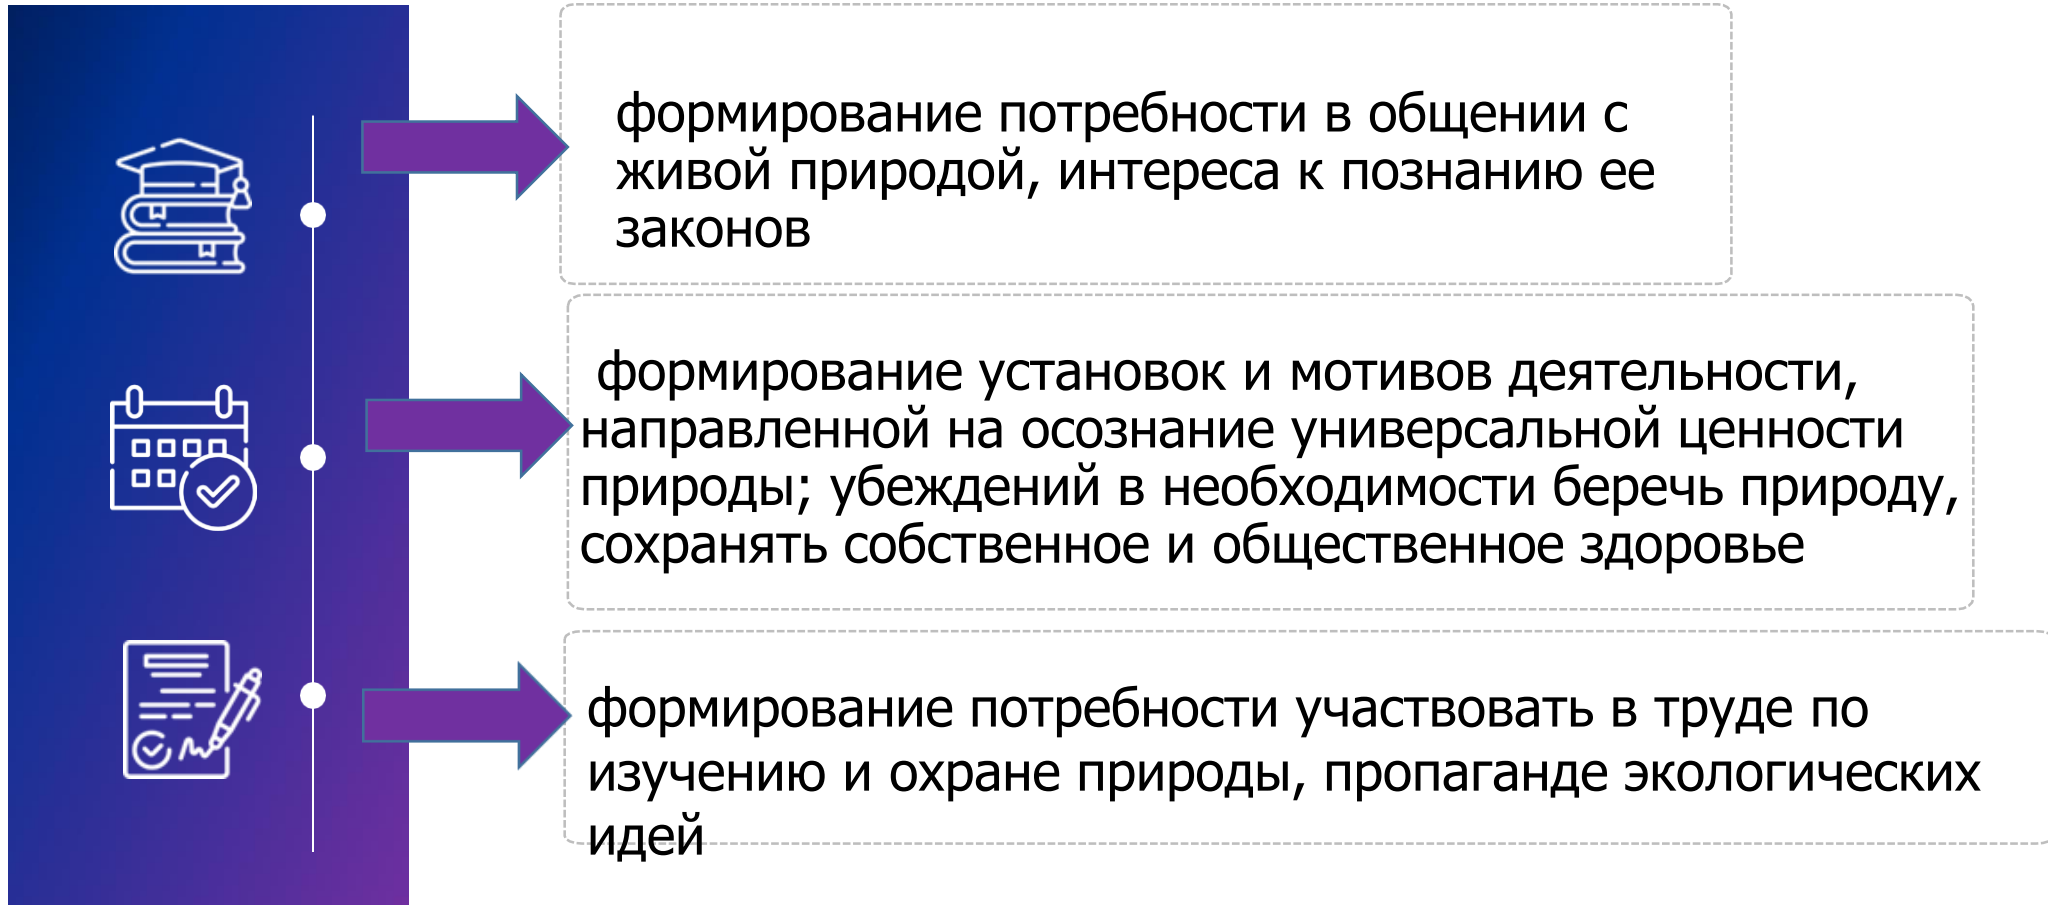 формирование потребности в общении с
живой природой, интереса к познанию ее
законов
формирование установок и мотивов деятельности,
направленной на осознание универсальной ценности
природы; убеждений в необходимости беречь природу,
сохранять собственное и общественное здоровье
формирование потребности участвовать в труде по
изучению и охране природы, пропаганде экологических
идей